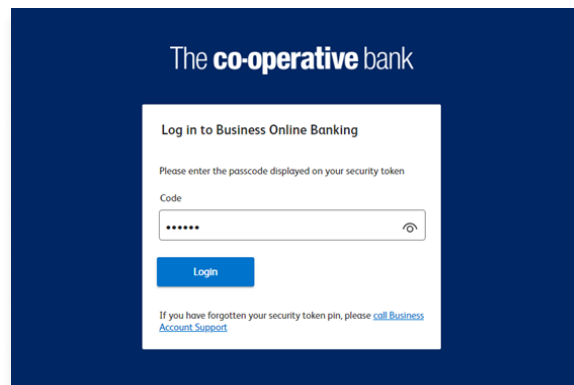 The co-operative bank
Log in to Business Online Banking
Please enter the passcode displayed on your security token
Code
••••••
Login
If you have forgotten your security token pin, please call Business
Account Support